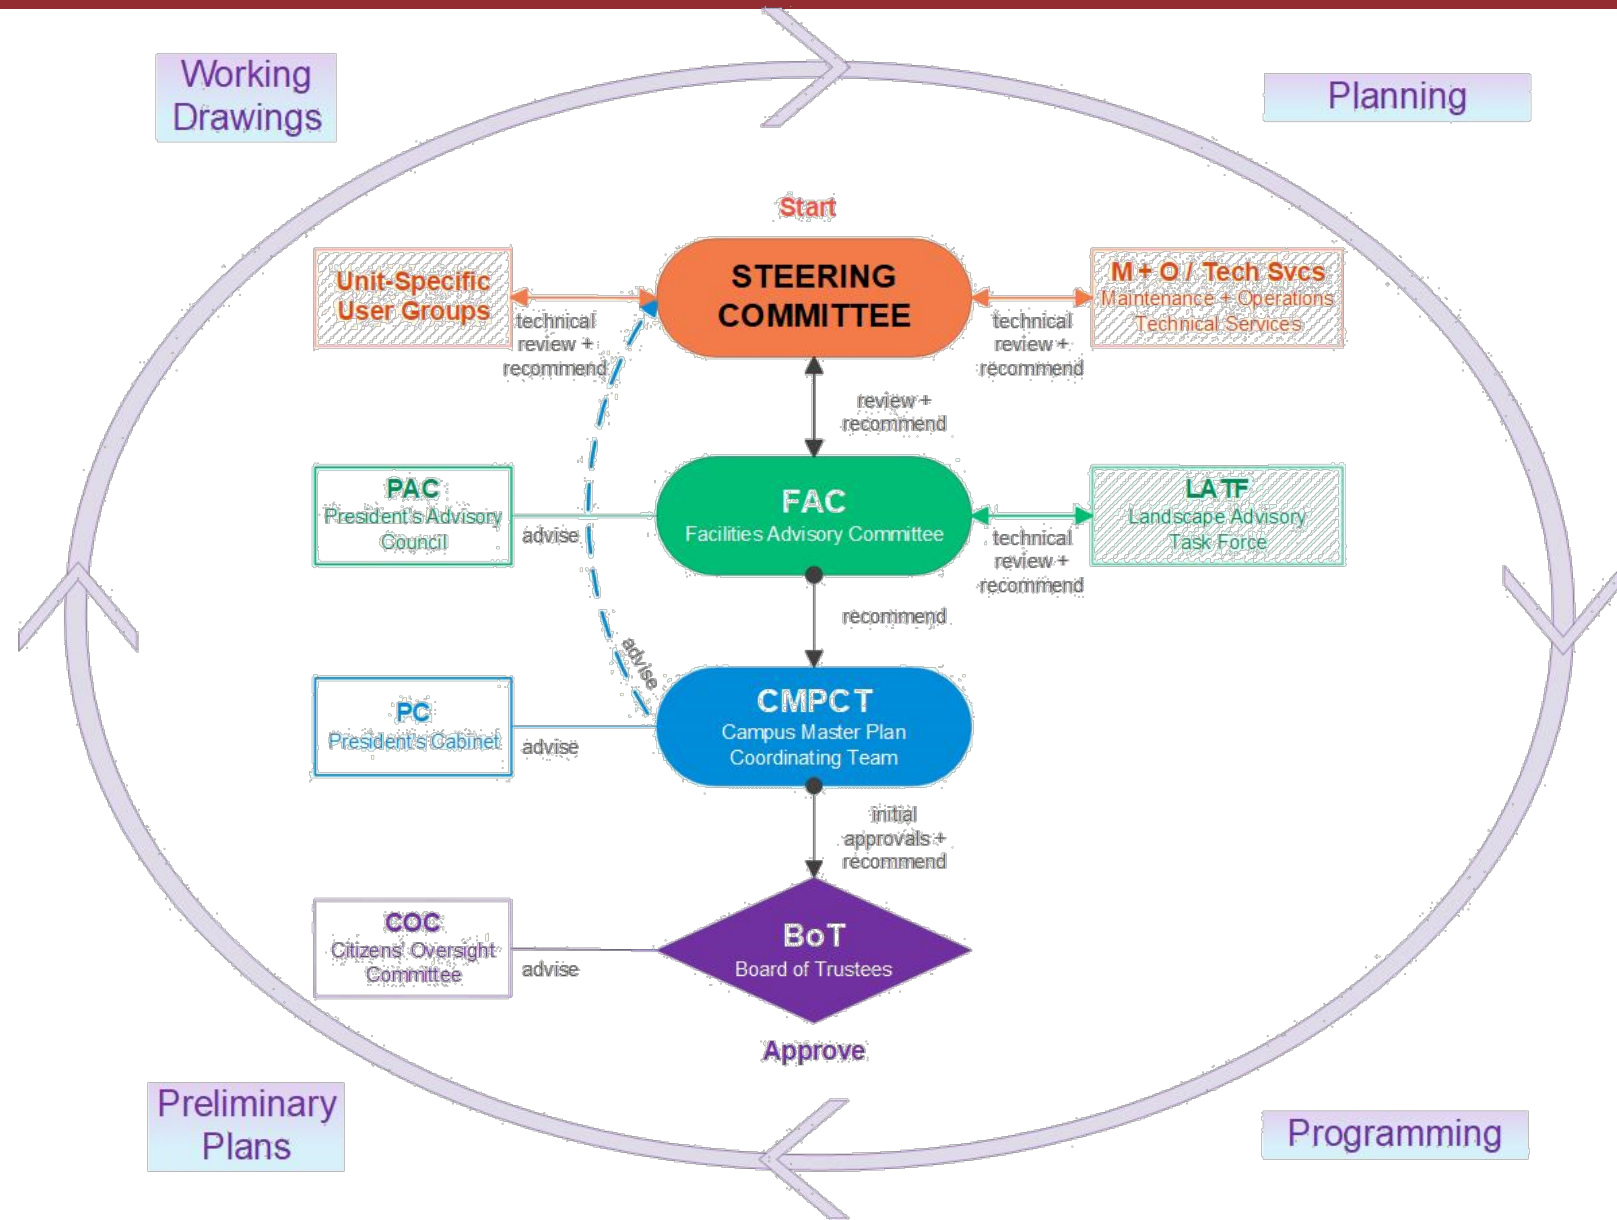 Working
Drawings
Planning
Start
Unit-Specific
User Groups
technical
review +
recommend
STEERING
COMMITTEE
technical
review +
recommend
M + O / Tech Svcs
Maintenance + Operations
Technical Services
review +
recommend
PAC
President's Advisory
Council
advise
FAC
Facilities Advisory Committee
technical
review +
recommend
LATF
Landscape Advisory
Task Force
recommend
advise
PC
President's Cabinet
advise
CMPCT
Campus Master Plan
Coordinating Team
initial
approvals +
recommend
COC
Citizens' Oversight
Committee
advise
BoT
Board of Trustees
Approve
Preliminary
Plans
Programming